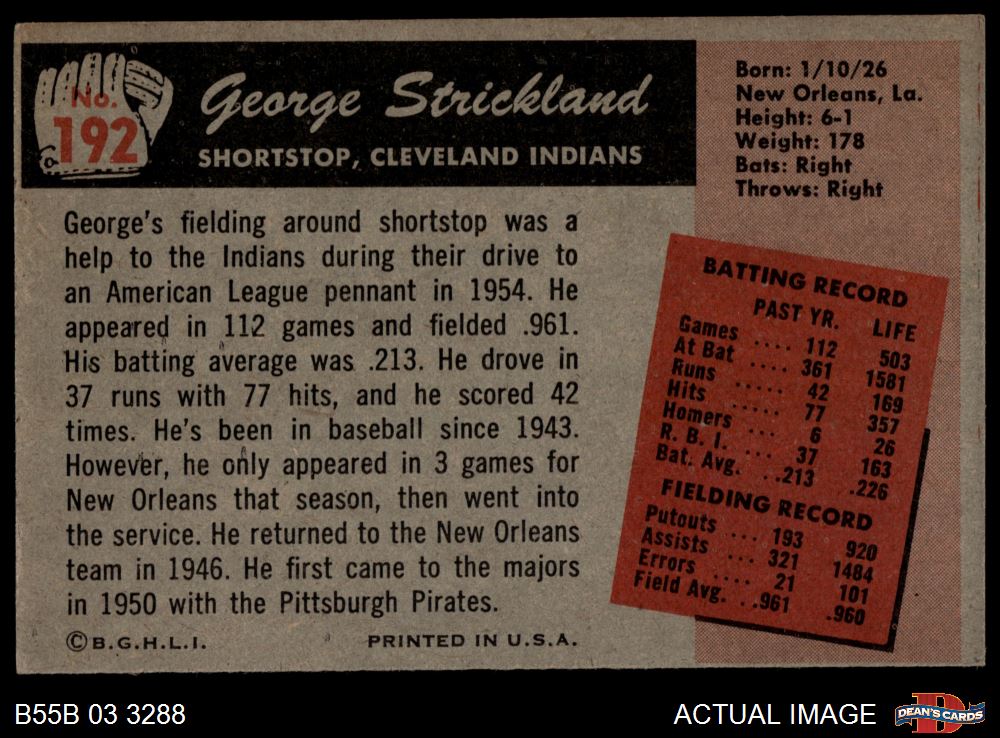 No.
192
George Strickland
SHORTSTOP, CLEVELAND INDIANS
Born: 1/10/26
New Orleans, La.
Height: 6-1
Weight: 178
Bats: Right
Throws: Right
George's fielding around shortstop was a
help to the Indians during their drive to
an American League pennant in 1954. He
appeared in 112 games and fielded .961.
His batting average was .213. He drove in
37 runs with 77 hits, and he scored 42
times. He's been in baseball since 1943.
However, he only appeared in 3 games for
New Orleans that season, then went into
the service. He returned to the New Orleans
team in 1946. He first came to the majors
in 1950 with the Pittsburgh Pirates.
©B.G.H.L.I. PRINTED IN U.S.A.
BATTING RECORD
PAST YR. LIFE
Games .... 112 503
At Bat .... 361 1581
Runs ..... 42 169
Hits ..... 77 357
Homers ... 6 26
R. B. I. ... 37 163
Bat. Avg. ..213 .226
FIELDING RECORD
Putouts ... 193 920
Assists ... 321 1484
Errors .... 21 101
Field Avg. ..961 .960
B55B 03 3288
ACTUAL IMAGE
D
DEAN'S CARDS